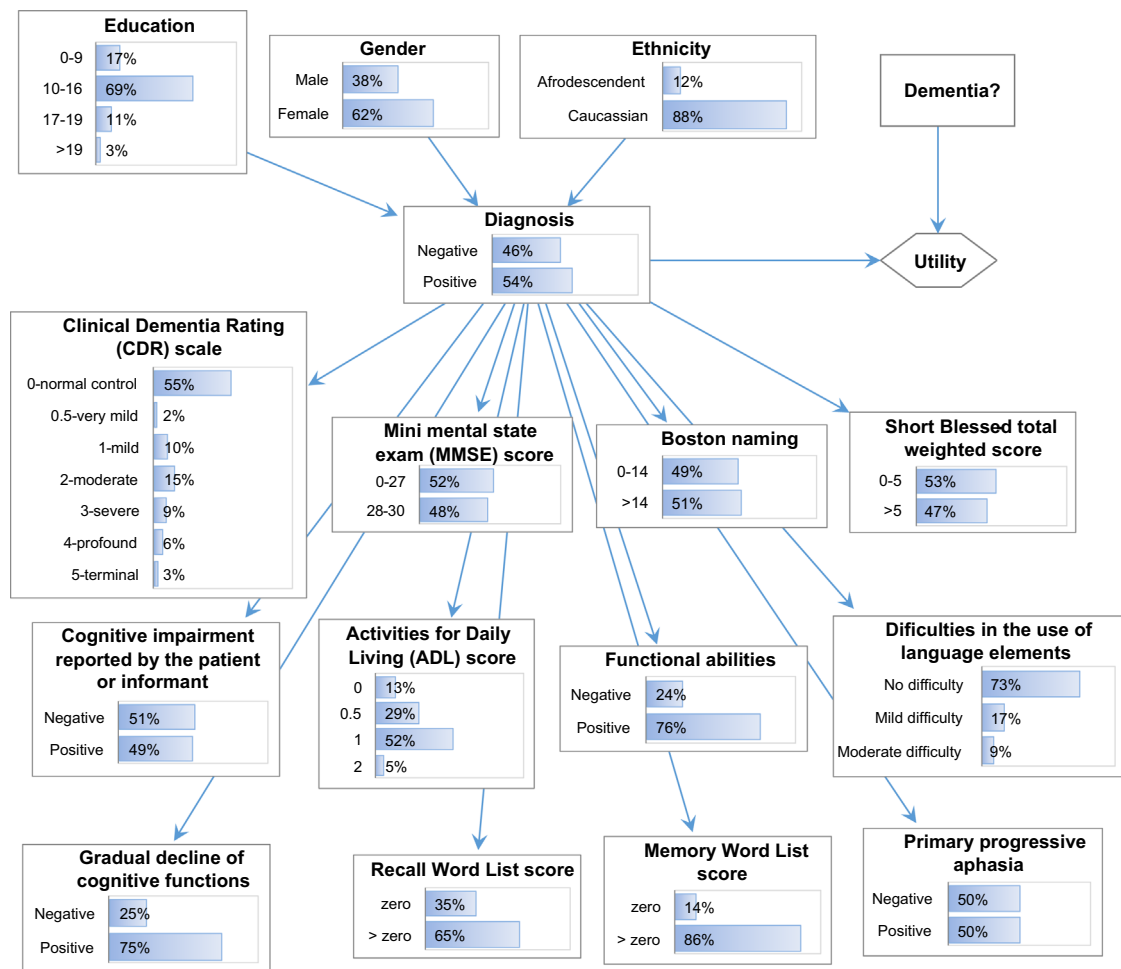 Education
0-9 17%
10-16 69%
17-19 11%
>19 3%
Gender
Male 38%
Female 62%
Ethnicity
Afrodescendent 12%
Caucassian 88%
Dementia?
Diagnosis
Negative 46%
Positive 54%
Utility
Clinical Dementia Rating
(CDR) scale
0-normal control 55%
0.5-very mild 2%
1-mild 10%
2-moderate 15%
3-severe 9%
4-profound 6%
5-terminal 3%
Mini mental state
exam (MMSE) score
0-27 52%
28-30 48%
Boston naming
0-14 49%
>14 51%
Short Blessed total
weighted score
0-5 53%
>5 47%
Cognitive impairment
reported by the patient
or informant
Negative 51%
Positive 49%
Activities for Daily
Living (ADL) score
0 13%
0.5 29%
1 52%
2 5%
Functional abilities
Negative 24%
Positive 76%
Dificulties in the use of
language elements
No difficulty 73%
Mild difficulty 17%
Moderate difficulty 9%
Gradual decline of
cognitive functions
Negative 25%
Positive 75%
Recall Word List score
zero 35%
> zero 65%
Memory Word List
score
zero 14%
> zero 86%
Primary progressive
aphasia
Negative 50%
Positive 50%